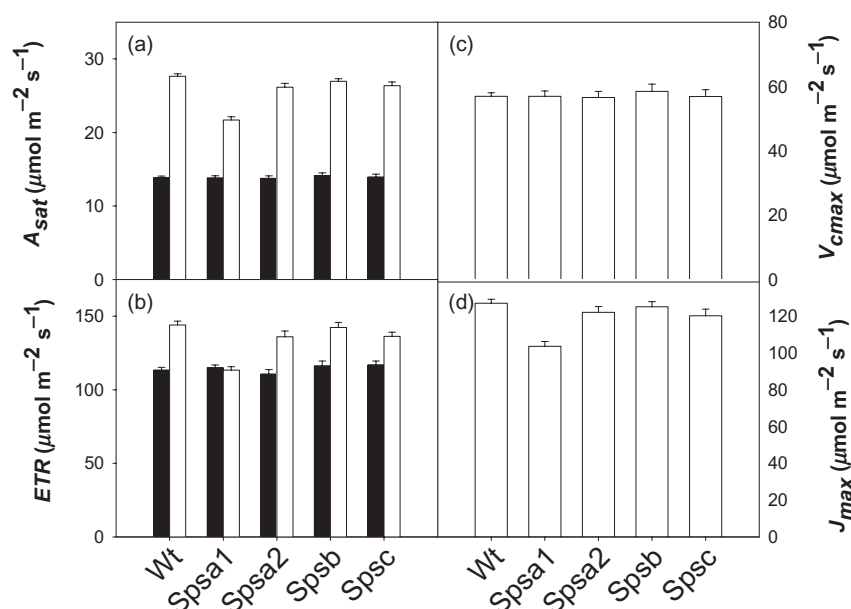 (a)
30
20
10
0
A_sat (μmol m⁻² s⁻¹)
(c)
80
60
40
20
0
V_cmax (μmol m⁻² s⁻¹)
(b)
150
100
50
0
ETR (μmol m⁻² s⁻¹)
(d)
120
100
80
60
40
20
0
J_max (μmol m⁻² s⁻¹)
Wt
Spsa1
Spsa2
Spsb
Spsc
Wt
Spsa1
Spsa2
Spsb
Spsc